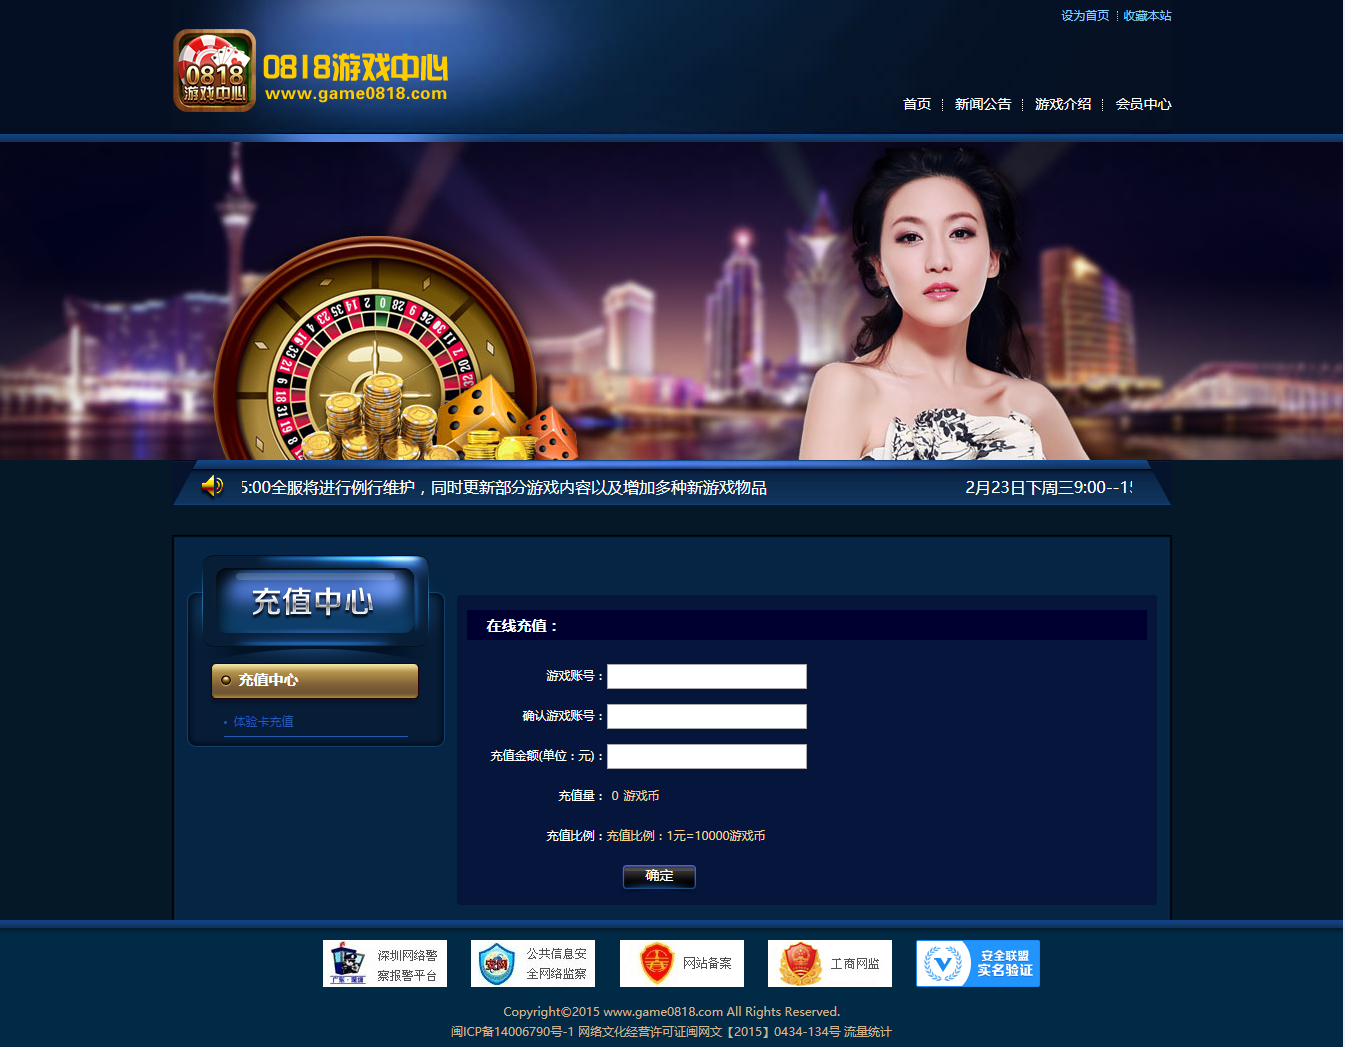 设为首页 收藏本站
0818
游戏中心
0818游戏中心
www.game0818.com
首页 新闻公告 游戏介绍 会员中心
5:00全服将进行例行维护，同时更新部分游戏内容以及增加多种新游戏物品 2月23日下周三9:00--15
充值中心
在线充值：
充值中心
体验卡充值
游戏账号：
确认游戏账号：
充值金额(单位：元)：
充值量： 0 游戏币
充值比例：充值比例：1元=10000游戏币
确定
深圳网络警
察报警平台
公共信息安
全网络监察
网站备案
工商网监
安全联盟
实名验证
Copyright©2015 www.game0818.com All Rights Reserved.
闽ICP备14006790号-1 网络文化经营许可证闽网文【2015】0434-134号 流量统计